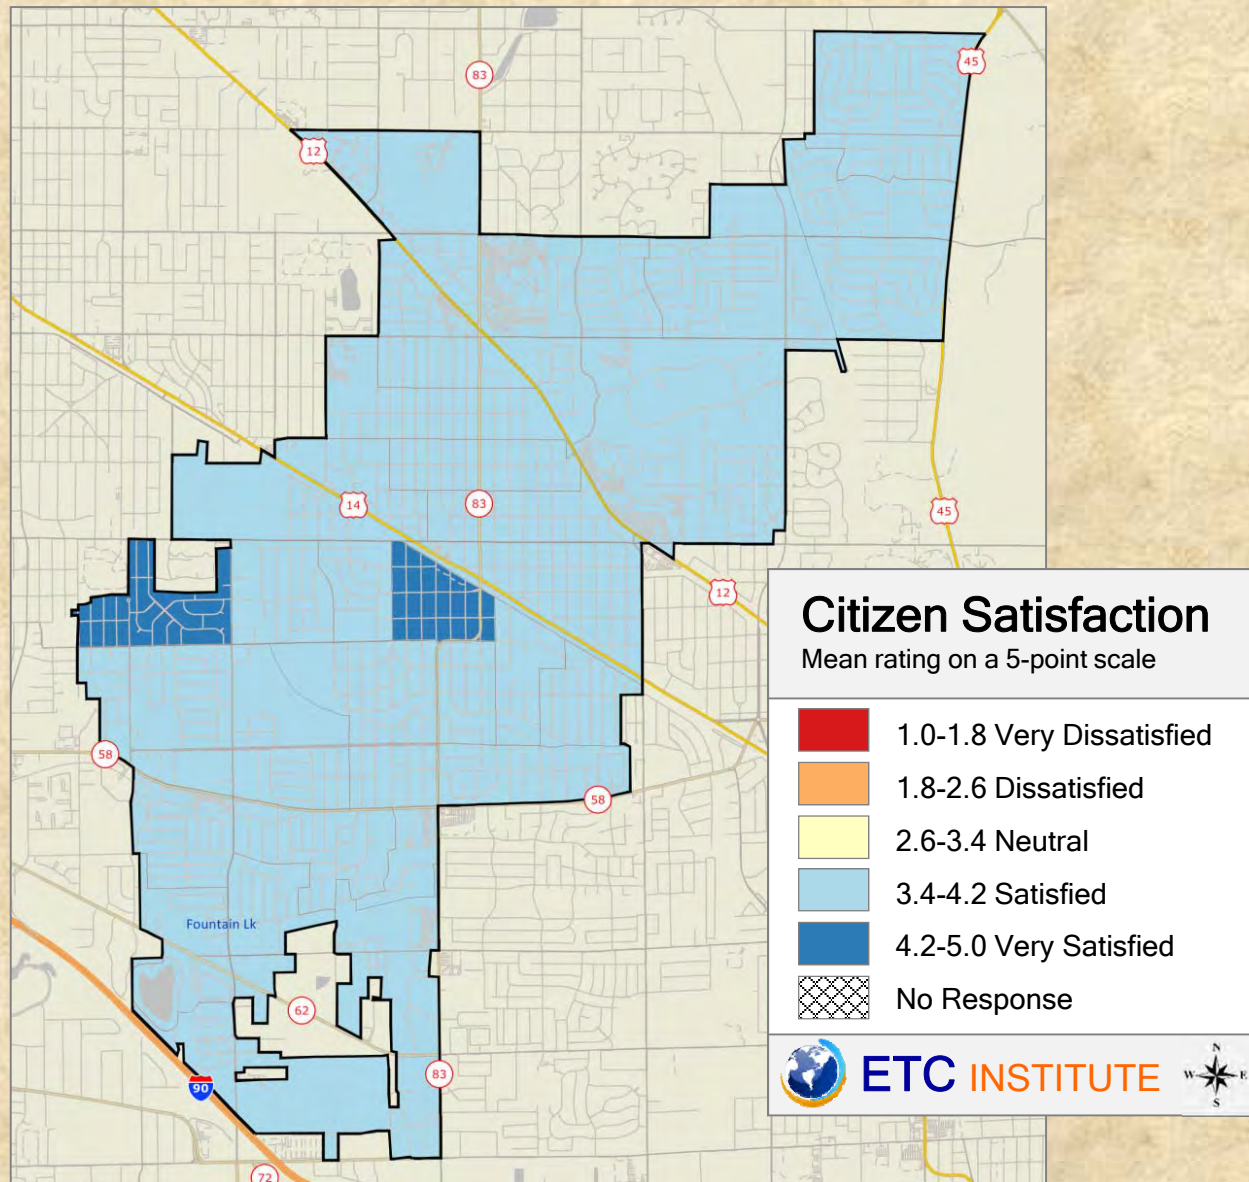 45
83
12
14
83
45
12
58
58
Fountain Lk
62
83
90
72
Citizen Satisfaction
Mean rating on a 5-point scale
1.0-1.8 Very Dissatisfied
1.8-2.6 Dissatisfied
2.6-3.4 Neutral
3.4-4.2 Satisfied
4.2-5.0 Very Satisfied
No Response
ETC INSTITUTE
N
W E
S